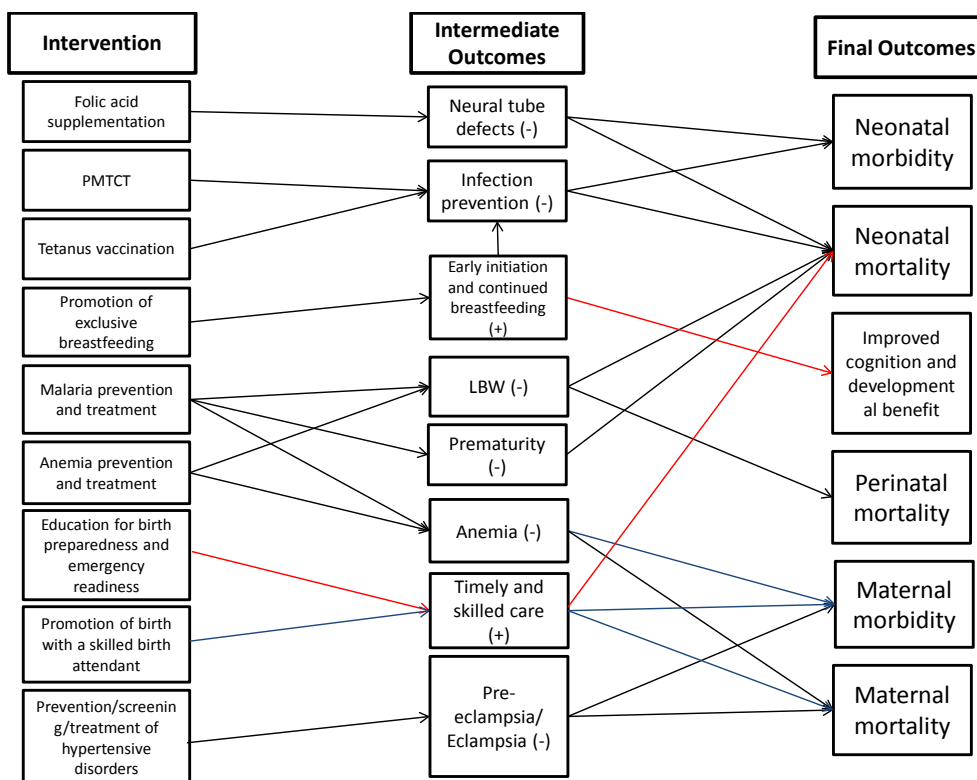 Intervention
Folic acid
supplementation
PMTCT
Tetanus vaccination
Promotion of
exclusive
breastfeeding
Malaria prevention
and treatment
Anemia prevention
and treatment
Education for birth
preparedness and
emergency
readiness
Promotion of birth
with a skilled birth
attendant
Prevention/screenin
g/treatment of
hypertensive
disorders
Intermediate
Outcomes
Neural tube
defects (-)
Infection
prevention (-)
Early initiation
and continued
breastfeeding
(+)
LBW (-)
Prematurity
(-)
Anemia (-)
Timely and
skilled care
(+)
Pre-
eclampsia/
Eclampsia (-)
Final Outcomes
Neonatal
morbidity
Neonatal
mortality
Improved
cognition and
development
al benefit
Perinatal
mortality
Maternal
morbidity
Maternal
mortality